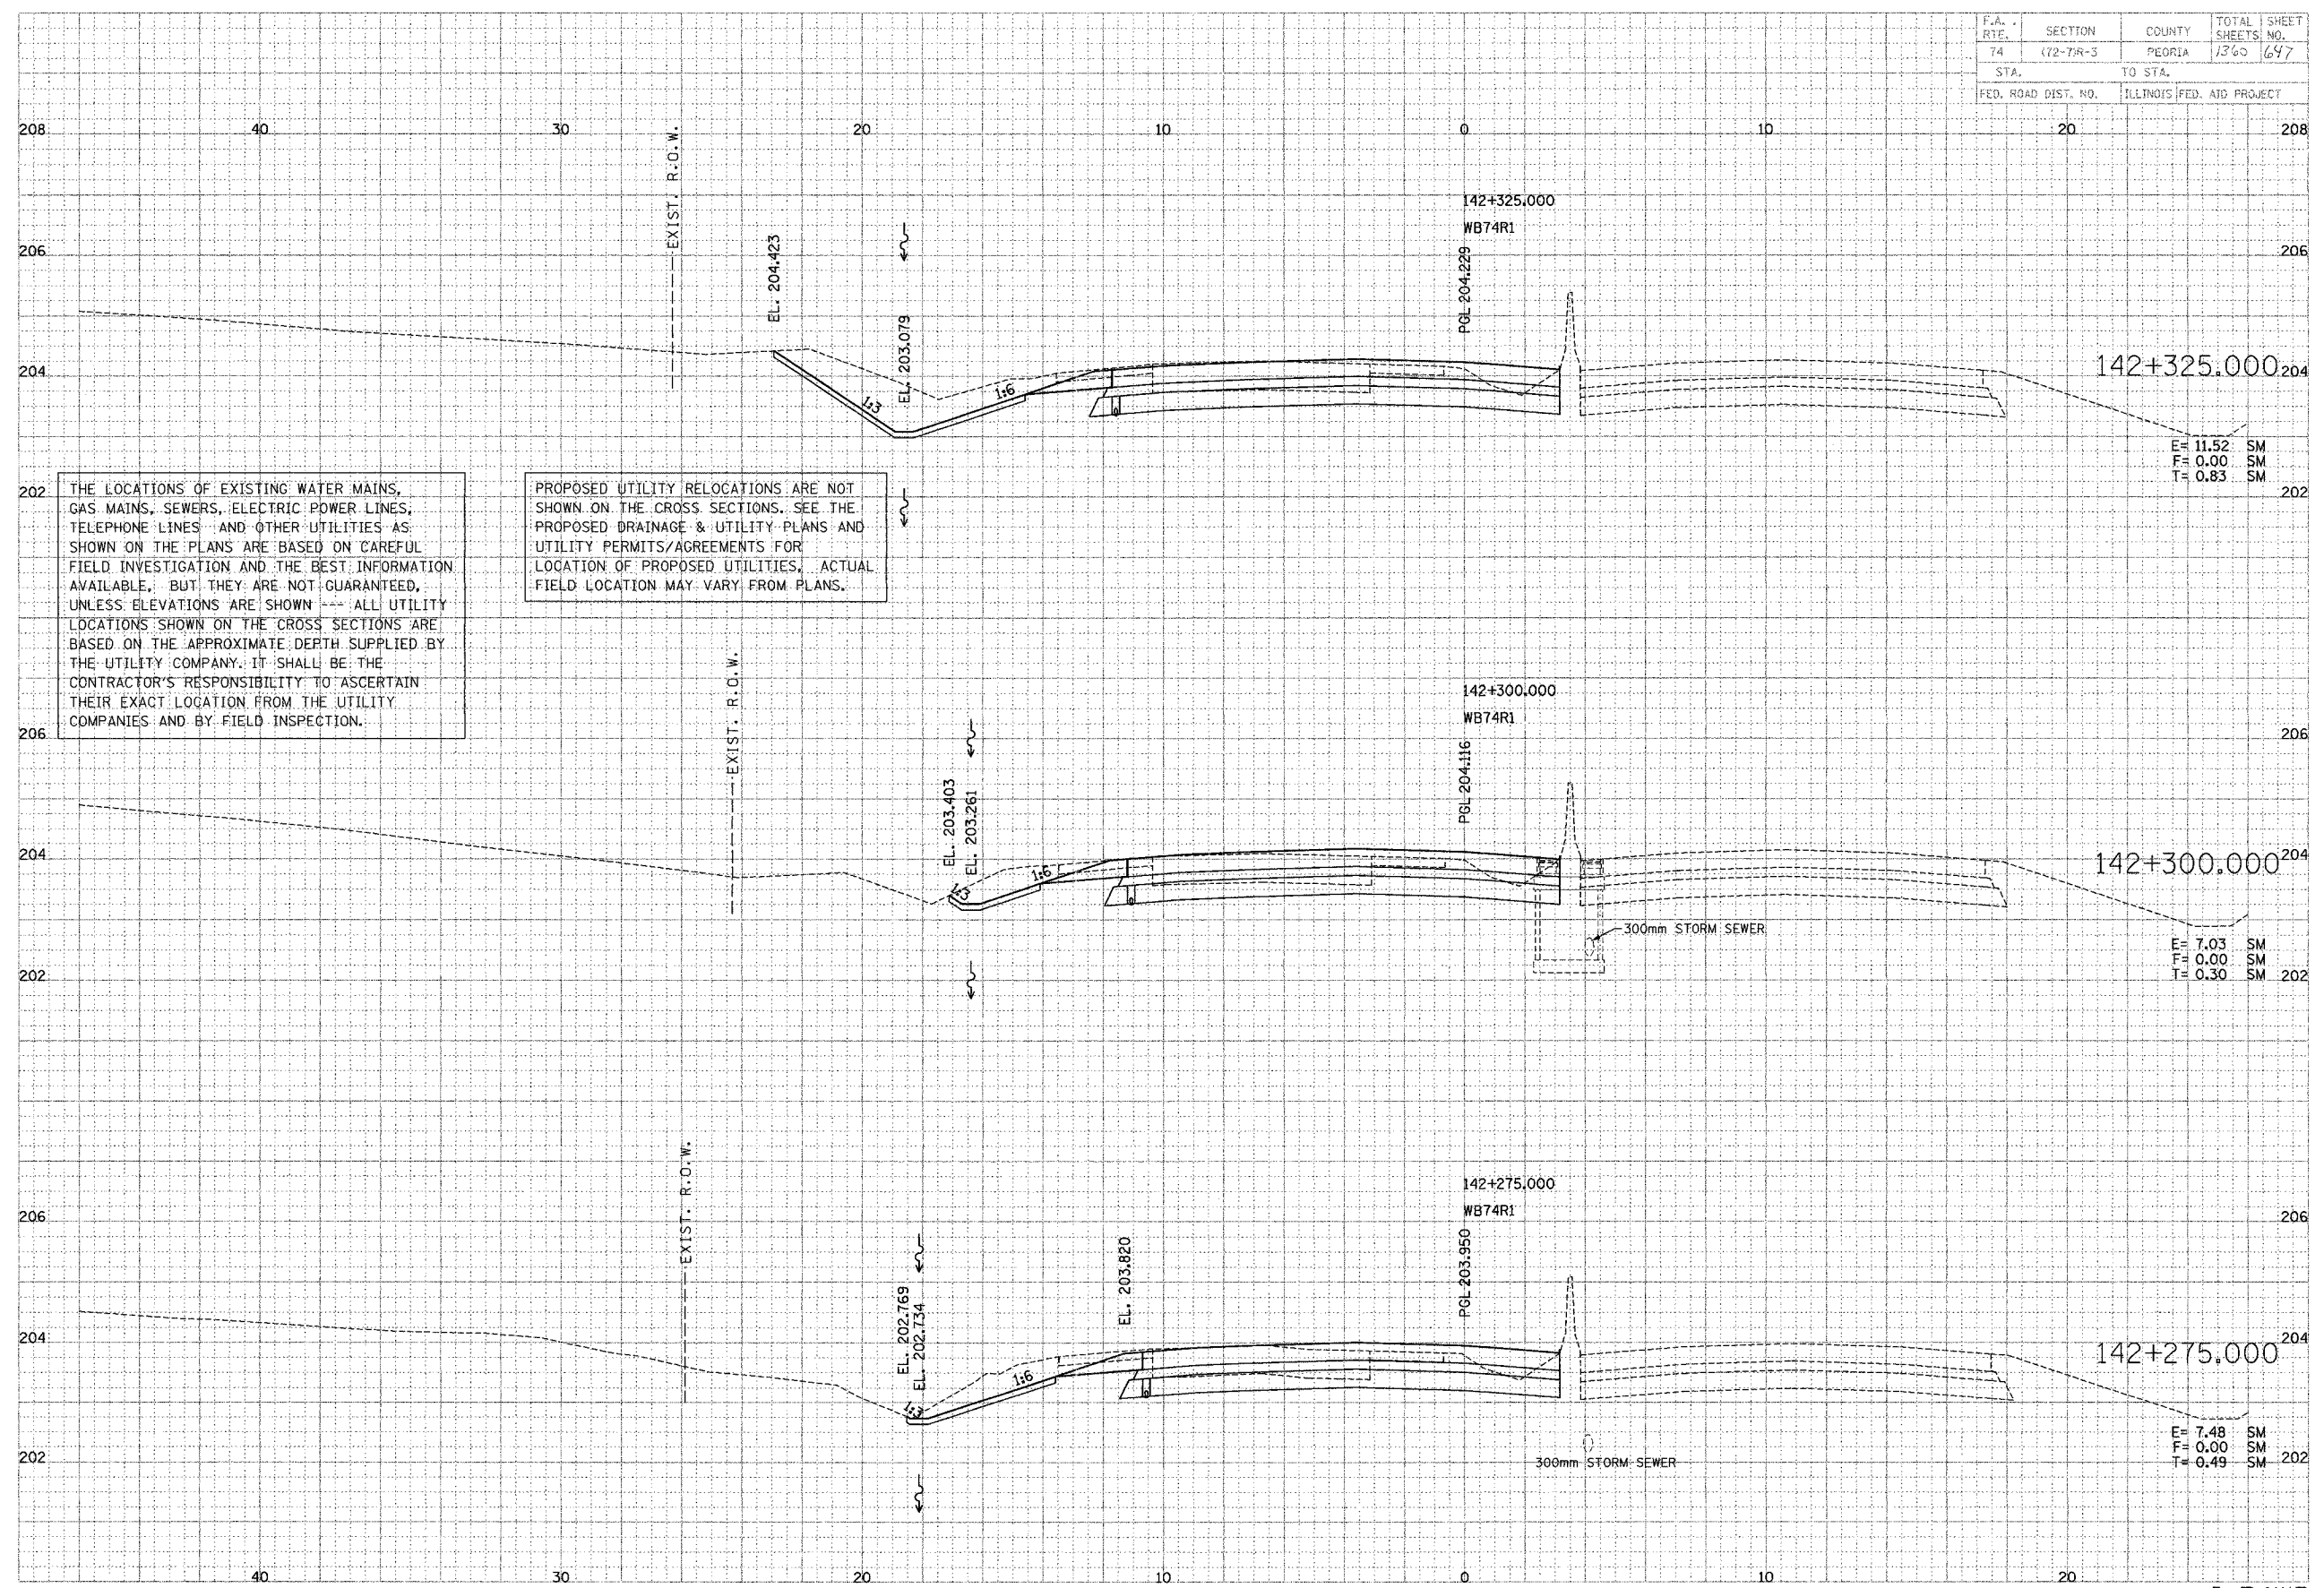 F.A. . RTE. SECTION COUNTY TOTAL SHEETS SHEET NO.
74 (72-7)R-3 PEORIA 1360 647
STA. TO STA.
FED. ROAD DIST. NO. ILLINOIS FED. AID PROJECT
208 40 30 20 10 0 10 20 208
EXIST. R.O.W.
142+325.000
WB74R1
PGL 204.229
EL. 204.423
EL. 203.079
206 206
1:3
1:6
204 142+325.000 204
E= 11.52 SM
F= 0.00 SM
T= 0.83 SM
202 202
THE LOCATIONS OF EXISTING WATER MAINS,
GAS MAINS, SEWERS, ELECTRIC POWER LINES,
TELEPHONE LINES AND OTHER UTILITIES AS
SHOWN ON THE PLANS ARE BASED ON CAREFUL
FIELD INVESTIGATION AND THE BEST INFORMATION
AVAILABLE, BUT THEY ARE NOT GUARANTEED,
UNLESS ELEVATIONS ARE SHOWN --- ALL UTILITY
LOCATIONS SHOWN ON THE CROSS SECTIONS ARE
BASED ON THE APPROXIMATE DEPTH SUPPLIED BY
THE UTILITY COMPANY. IT SHALL BE THE
CONTRACTOR'S RESPONSIBILITY TO ASCERTAIN
THEIR EXACT LOCATION FROM THE UTILITY
COMPANIES AND BY FIELD INSPECTION.
PROPOSED UTILITY RELOCATIONS ARE NOT
SHOWN ON THE CROSS SECTIONS. SEE THE
PROPOSED DRAINAGE & UTILITY PLANS AND
UTILITY PERMITS/AGREEMENTS FOR
LOCATION OF PROPOSED UTILITIES, ACTUAL
FIELD LOCATION MAY VARY FROM PLANS.
EXIST. R.O.W.
142+300.000
WB74R1
206 206
PGL 204.116
EL. 203.403
EL. 203.261
204 142+300.000 204
1:3
1:6
300mm STORM SEWER
E= 7.03 SM
F= 0.00 SM
T= 0.30 SM
202 202
EXIST. R.O.W.
142+275.000
WB74R1
206 206
PGL 203.950
EL. 203.820
EL. 202.769
EL. 202.734
204 142+275.000 204
1:3
1:6
300mm STORM SEWER
E= 7.48 SM
F= 0.00 SM
T= 0.49 SM
202 202
40 30 20 10 0 10 20